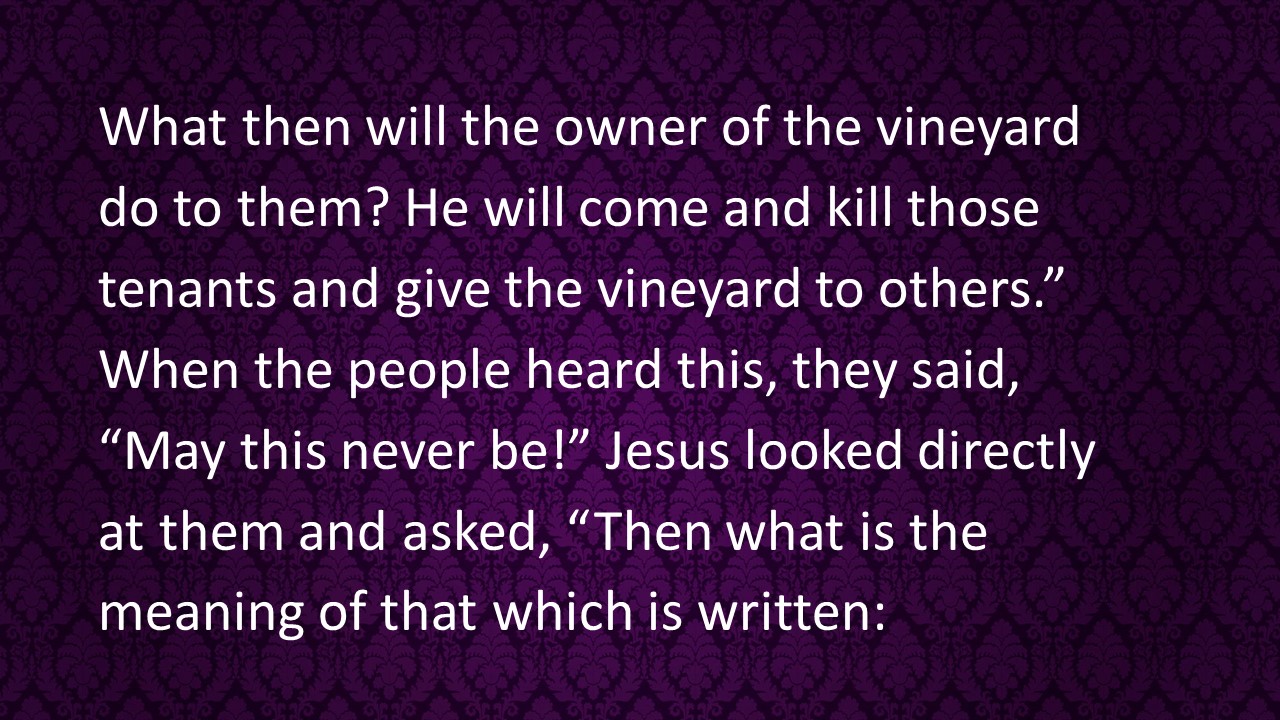 What then will the owner of the vineyard
do to them? He will come and kill those
tenants and give the vineyard to others.”
When the people heard this, they said,
“May this never be!” Jesus looked directly
at them and asked, “Then what is the
meaning of that which is written: